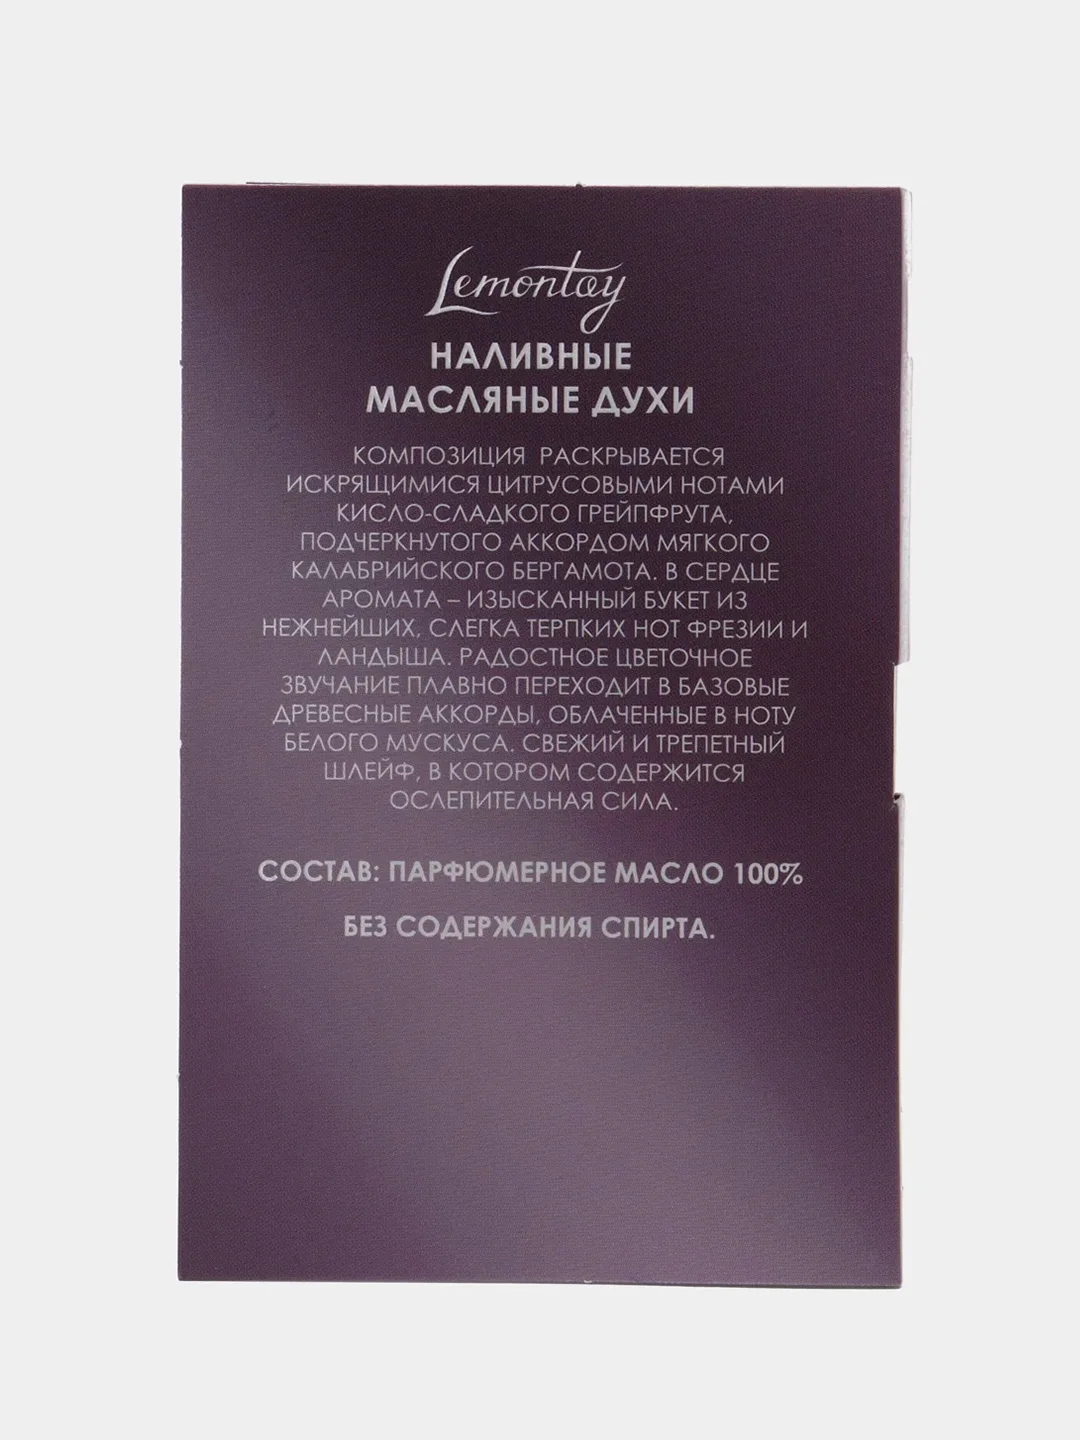 Lemontay
НАЛИВНЫЕ
МАСЛЯНЫЕ ДУХИ
КОМПОЗИЦИЯ РАСКРЫВАЕТСЯ
ИСКРЯЩИМИСЯ ЦИТРУСОВЫМИ НОТАМИ
КИСЛО-СЛАДКОГО ГРЕЙПФРУТА,
ПОДЧЕРКНУТОГО АККОРДОМ МЯГКОГО
КАЛАБРИЙСКОГО БЕРГАМОТА. В СЕРДЦЕ
АРОМАТА – ИЗЫСКАННЫЙ БУКЕТ ИЗ
НЕЖНЕЙШИХ, СЛЕГКА ТЕРПКИХ НОТ ФРЕЗИИ И
ЛАНДЫША. РАДОСТНОЕ ЦВЕТОЧНОЕ
ЗВУЧАНИЕ ПЛАВНО ПЕРЕХОДИТ В БАЗОВЫЕ
ДРЕВЕСНЫЕ АККОРДЫ, ОБЛАЧЕННЫЕ В НОТУ
БЕЛОГО МУСКУСА. СВЕЖИЙ И ТРЕПЕТНЫЙ
ШЛЕЙФ, В КОТОРОМ СОДЕРЖИТСЯ
ОСЛЕПИТЕЛЬНАЯ СИЛА.
СОСТАВ: ПАРФЮМЕРНОЕ МАСЛО 100%
БЕЗ СОДЕРЖАНИЯ СПИРТА.